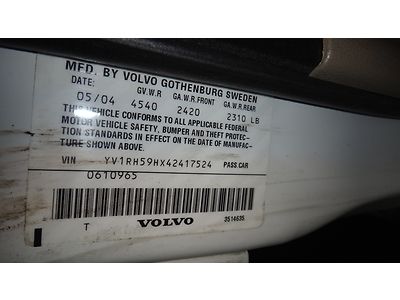 MFD. BY VOLVO GOTHENBURG SWEDEN
DATE: GV.W.R GA.W.R.FRONT GA.W.R.REAR
05/04 4540 2420 2310 LB
THIS VEHICLE CONFORMS TO ALL APPLICABLE FEDERAL
MOTOR VEHICLE SAFETY, BUMPER AND THEFT PROTEC-
TION STANDARDS IN EFFECT ON THE DATE OF MANUFAC-
TURE SHOWN ABOVE.
VIN YV1RH59HX42417524 PASS.CAR
0610965
T VOLVO 3514635